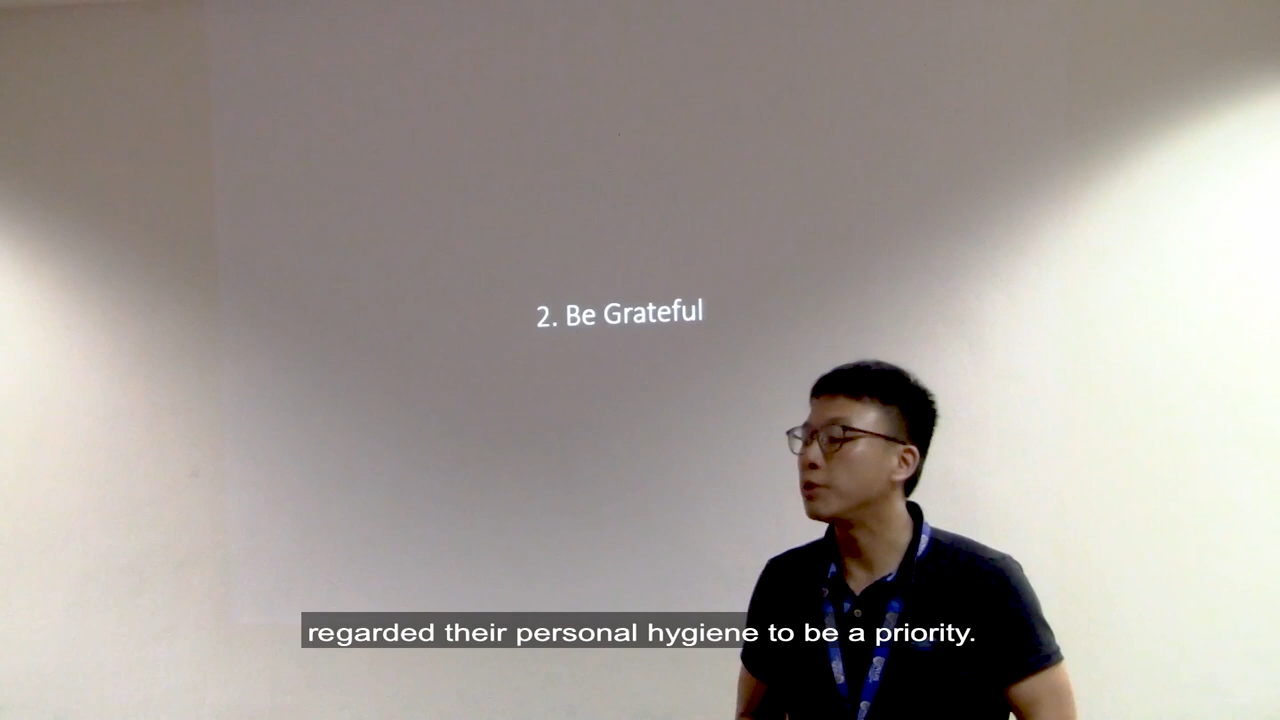 2. Be Grateful
regarded their personal hygiene to be a priority.